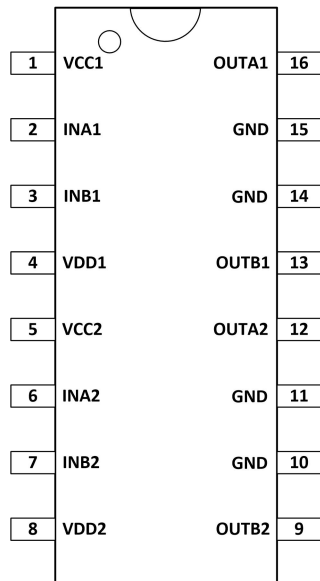 1 VCC1 OUTA1 16
2 INA1 GND 15
3 INB1 GND 14
4 VDD1 OUTB1 13
5 VCC2 OUTA2 12
6 INA2 GND 11
7 INB2 GND 10
8 VDD2 OUTB2 9